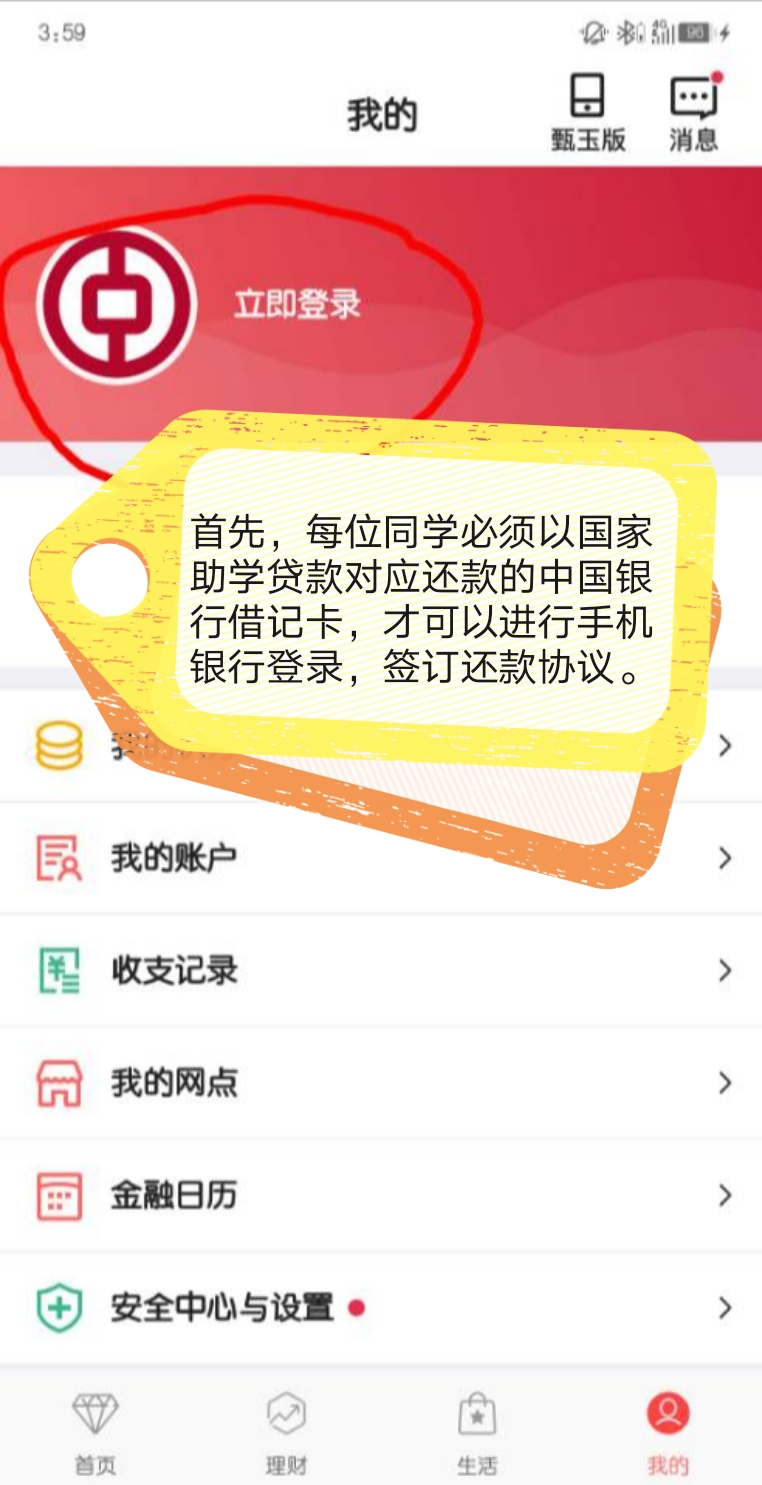 3:59
4G
96
我的
甄玉版
消息
立即登录
首先，每位同学必须以国家
助学贷款对应还款的中国银
行借记卡，才可以进行手机
银行登录，签订还款协议。
我的账户
收支记录
我的网点
金融日历
安全中心与设置
首页
理财
生活
我的